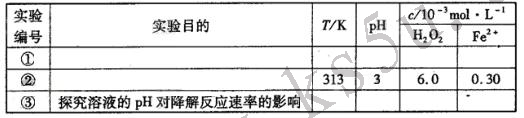 实验编号 实验目的 T/K pH c/10⁻³mol·L⁻¹
H₂O₂ Fe²⁺
①
② 313 3 6.0 0.30
③ 探究溶液的pH对降解反应速率的影响
ks5u.